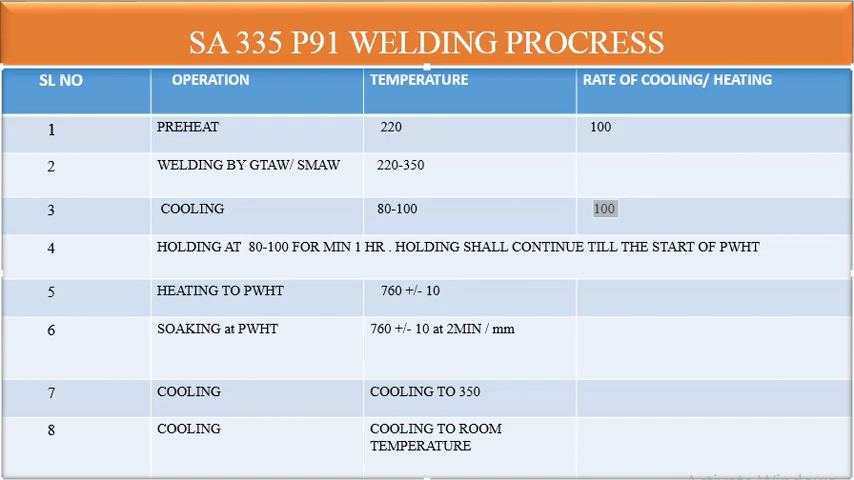 SA 335 P91 WELDING PROCRESS
SL NO OPERATION TEMPERATURE RATE OF COOLING/ HEATING
1 PREHEAT 220 100
2 WELDING BY GTAW/ SMAW 220-350
3 COOLING 80-100 100
4 HOLDING AT 80-100 FOR MIN 1 HR . HOLDING SHALL CONTINUE TILL THE START OF PWHT
5 HEATING TO PWHT 760 +/- 10
6 SOAKING at PWHT 760 +/- 10 at 2MIN / mm
7 COOLING COOLING TO 350
8 COOLING COOLING TO ROOM
TEMPERATURE